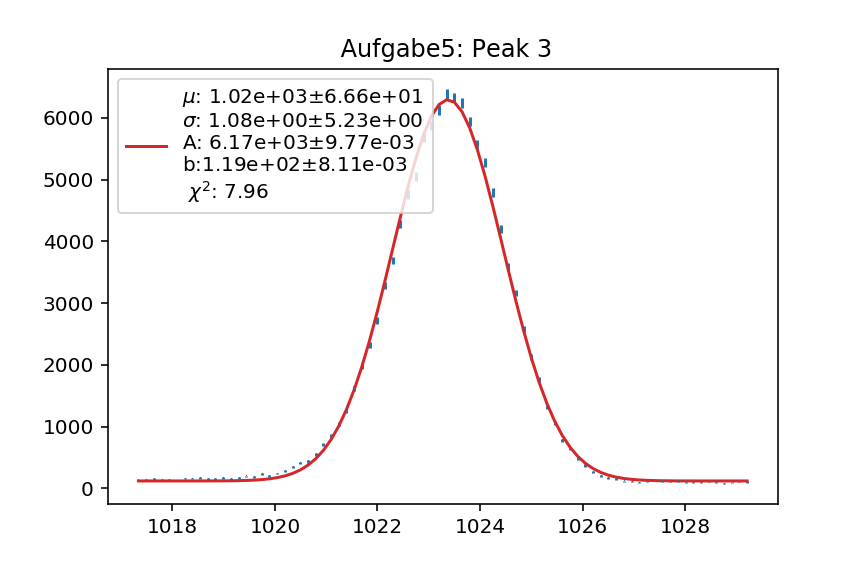 Aufgabe5: Peak 3
μ: 1.02e+03±6.66e+01
σ: 1.08e+00±5.23e+00
A: 6.17e+03±9.77e-03
b:1.19e+02±8.11e-03
χ²: 7.96
6000
5000
4000
3000
2000
1000
0
1018 1020 1022 1024 1026 1028